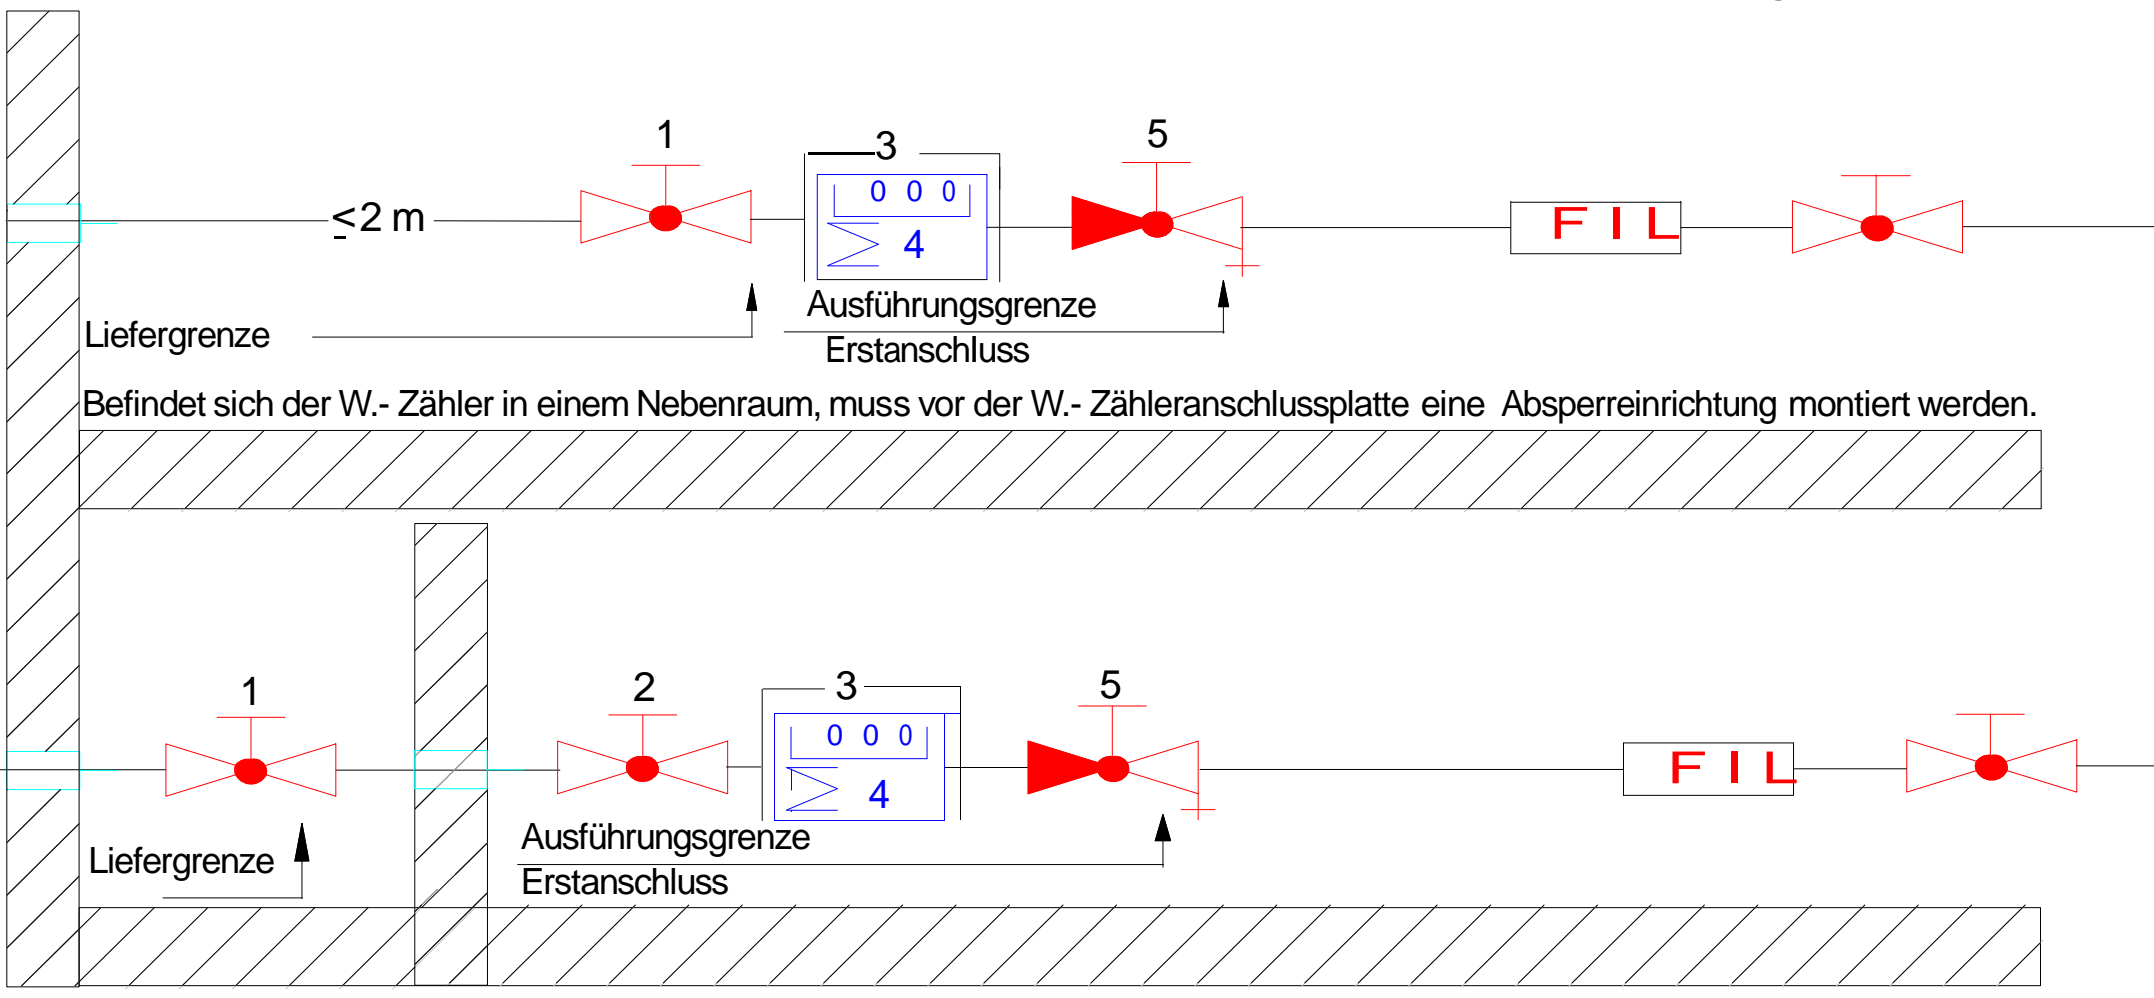 1
3
5
≤2 m
0 0 0
4
FIL
Ausführungsgrenze
Liefergrenze
Erstanschluss
Befindet sich der W.- Zähler in einem Nebenraum, muss vor der W.- Zähleranschlussplatte eine Absperreinrichtung montiert werden.
1
2
3
5
0 0 0
4
FIL
Ausführungsgrenze
Liefergrenze
Erstanschluss